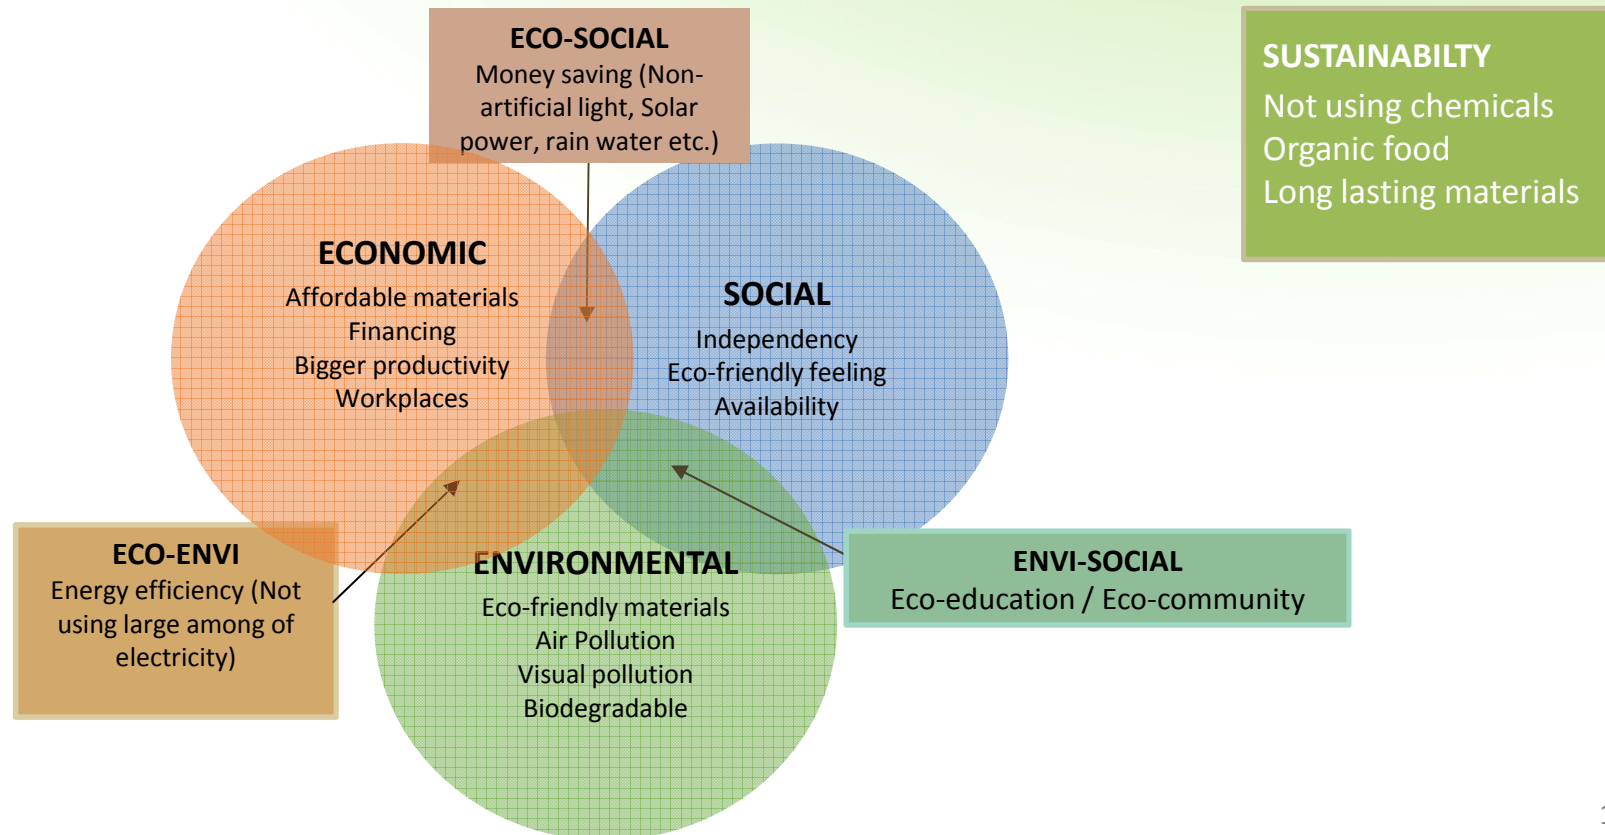 ECO-SOCIAL
Money saving (Non-
artificial light, Solar
power, rain water etc.)
SUSTAINABILTY
Not using chemicals
Organic food
Long lasting materials
ECONOMIC
Affordable materials
Financing
Bigger productivity
Workplaces
SOCIAL
Independency
Eco-friendly feeling
Availability
ECO-ENVI
Energy efficiency (Not
using large among of
electricity)
ENVIRONMENTAL
Eco-friendly materials
Air Pollution
Visual pollution
Biodegradable
ENVI-SOCIAL
Eco-education / Eco-community